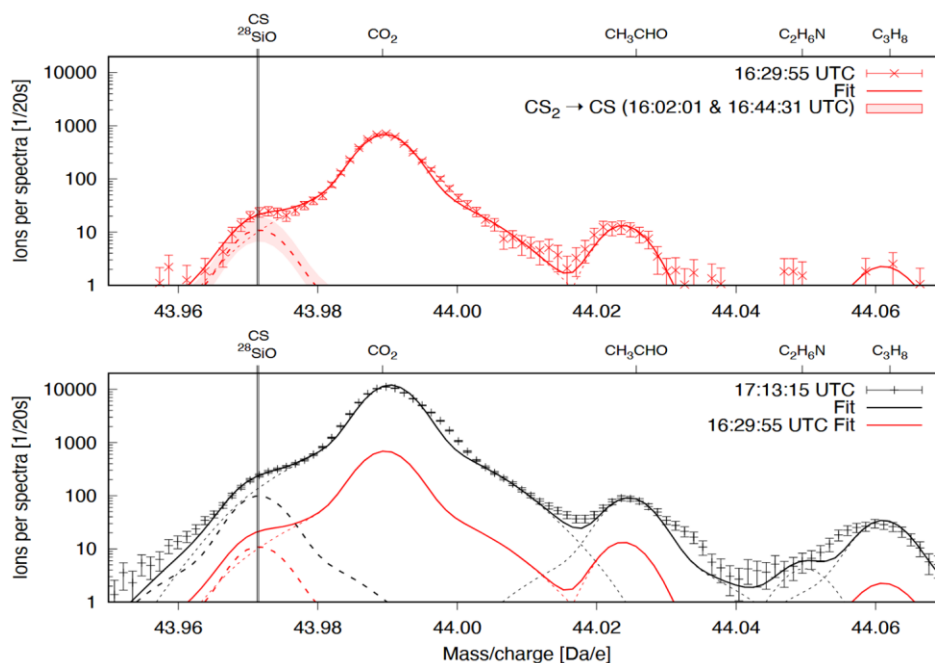 CS
²⁸SiO CO₂ CH₃CHO C₂H₆N C₃H₈
10000
1000
100
10
1
Ions per spectra [1/20s]
16:29:55 UTC
Fit
CS₂ → CS (16:02:01 & 16:44:31 UTC)
43.96 43.98 44.00 44.02 44.04 44.06
CS
²⁸SiO CO₂ CH₃CHO C₂H₆N C₃H₈
10000
1000
100
10
1
Ions per spectra [1/20s]
17:13:15 UTC
Fit
16:29:55 UTC Fit
43.96 43.98 44.00 44.02 44.04 44.06
Mass/charge [Da/e]